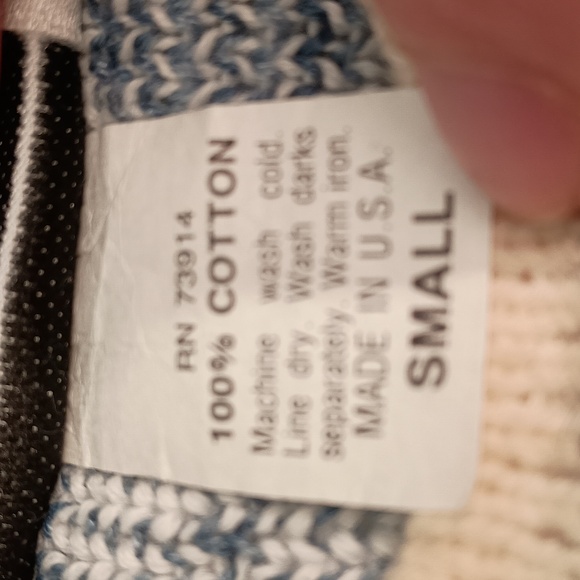 RN 73914
100% COTTON
Machine wash cold.
Line dry. Wash darks
separately. Warm iron.
MADE IN U.S.A.
SMALL